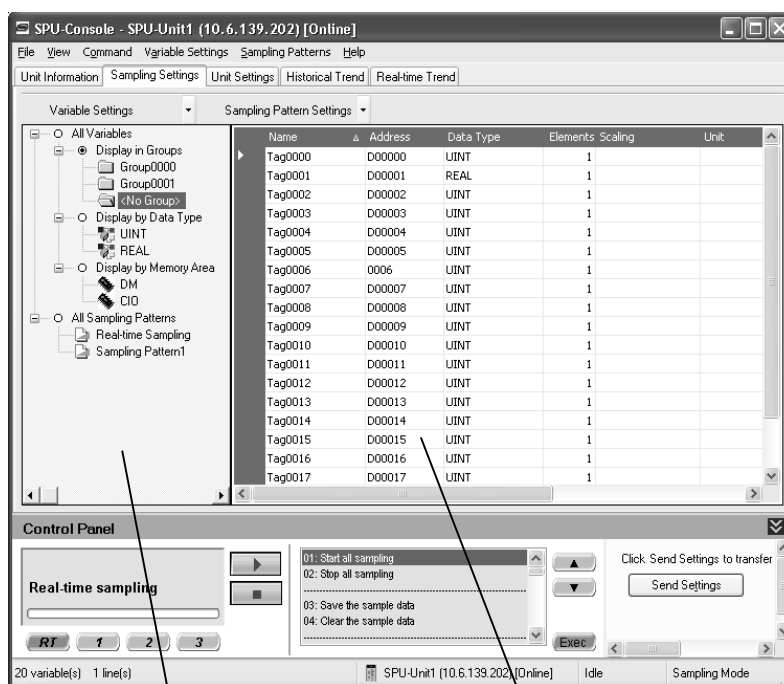 SPU-Console - SPU-Unit1 (10.6.139.202) [Online]
File View Command Variable Settings Sampling Patterns Help
Unit Information Sampling Settings Unit Settings Historical Trend Real-time Trend
Variable Settings Sampling Pattern Settings
All Variables
Display in Groups
Group0000
Group0001
<No Group>
Display by Data Type
UINT
REAL
Display by Memory Area
DM
CIO
All Sampling Patterns
Real-time Sampling
Sampling Pattern1
Name Address Data Type Elements Scaling Unit
Tag0000 D00000 UINT 1
Tag0001 D00001 REAL 1
Tag0002 D00002 UINT 1
Tag0003 D00003 UINT 1
Tag0004 D00004 UINT 1
Tag0005 D00005 UINT 1
Tag0006 0006 UINT 1
Tag0007 D00007 UINT 1
Tag0008 D00008 UINT 1
Tag0009 D00009 UINT 1
Tag0010 D00010 UINT 1
Tag0011 D00011 UINT 1
Tag0012 D00012 UINT 1
Tag0013 D00013 UINT 1
Tag0014 D00014 UINT 1
Tag0015 D00015 UINT 1
Tag0016 D00016 UINT 1
Tag0017 D00017 UINT 1
Control Panel
Real-time sampling
RT 1 2 3
01: Start all sampling
02: Stop all sampling
03: Save the sample data
04: Clear the sample data
Exec
Click Send Settings to transfer
Send Settings
20 variable(s) 1 line(s) SPU-Unit1 (10.6.139.202) [Online] Idle Sampling Mode